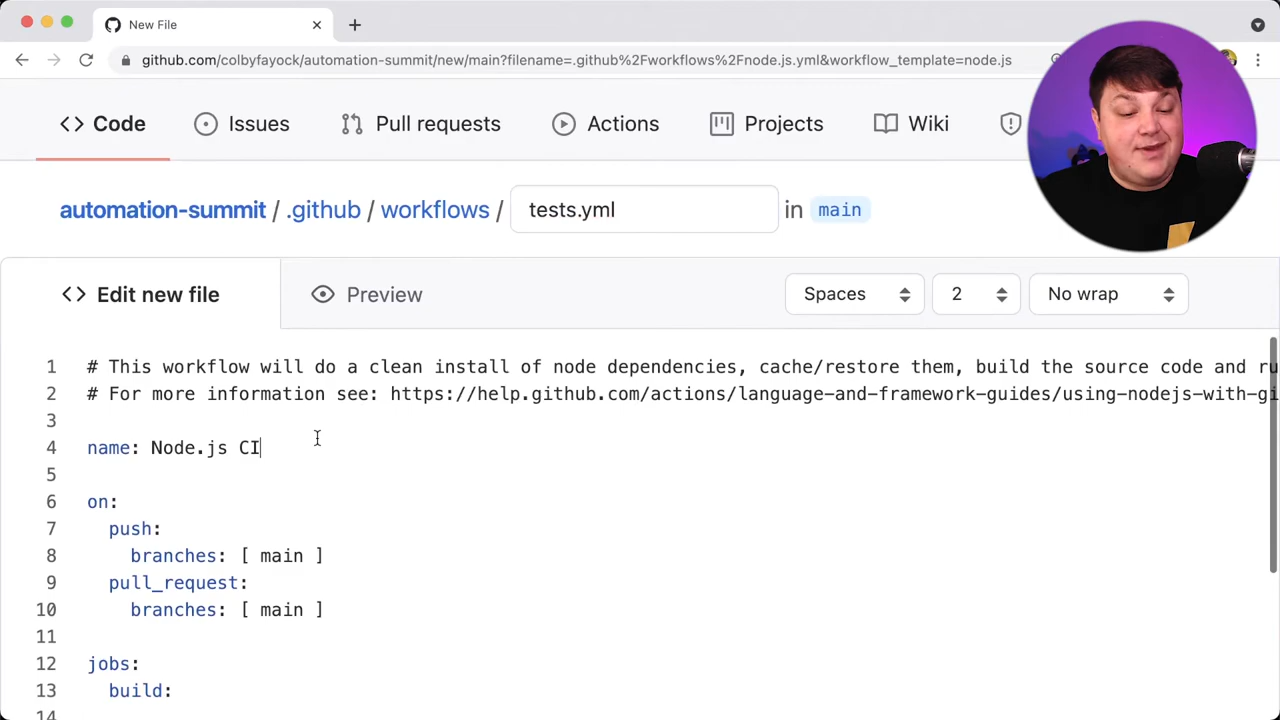 New File
github.com/colbyfayock/automation-summit/new/main?filename=.github%2Fworkflows%2Fnode.js.yml&workflow_template=node.js
Code
Issues
Pull requests
Actions
Projects
Wiki
automation-summit / .github / workflows / tests.yml in main
Edit new file
Preview
Spaces
2
No wrap
1 # This workflow will do a clean install of node dependencies, cache/restore them, build the source code and ru
2 # For more information see: https://help.github.com/actions/language-and-framework-guides/using-nodejs-with-gi
3
4 name: Node.js CI
5
6 on:
7 push:
8 branches: [ main ]
9 pull_request:
10 branches: [ main ]
11
12 jobs:
13 build:
14